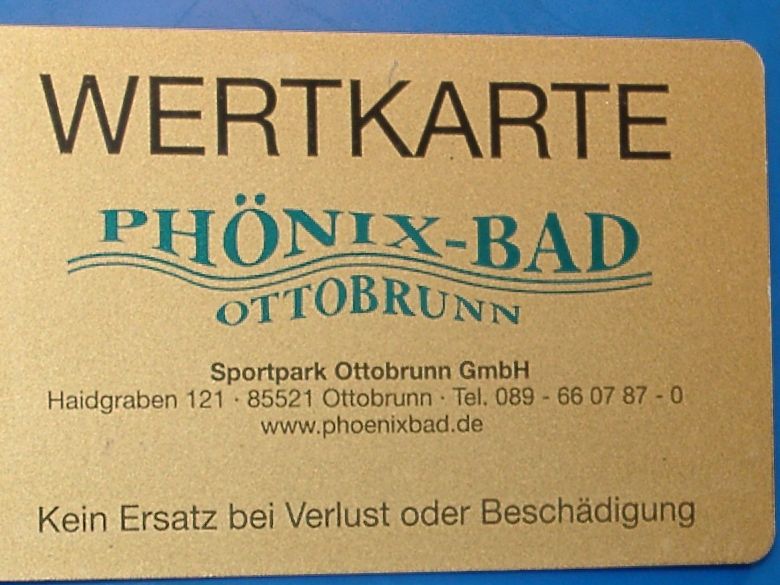 WERTKARTE
PHÖNIX-BAD
OTTOBRUNN
Sportpark Ottobrunn GmbH
Haidgraben 121 · 85521 Ottobrunn · Tel. 089 - 66 07 87 - 0
www.phoenixbad.de
Kein Ersatz bei Verlust oder Beschädigung